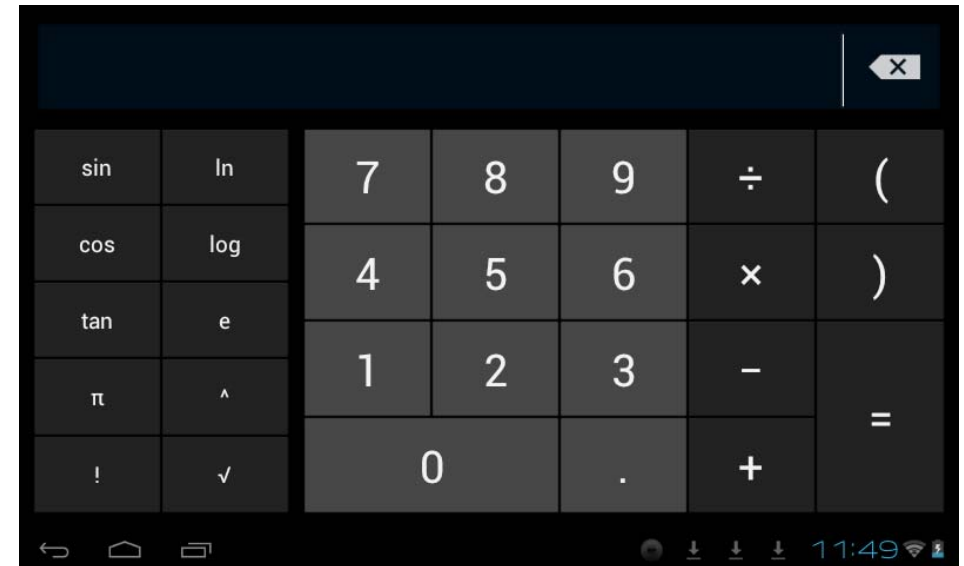 sin ln 7 8 9 ÷ (
cos log 4 5 6 × )
tan e 1 2 3 −
π ^ =
! √ 0 . +
11:49